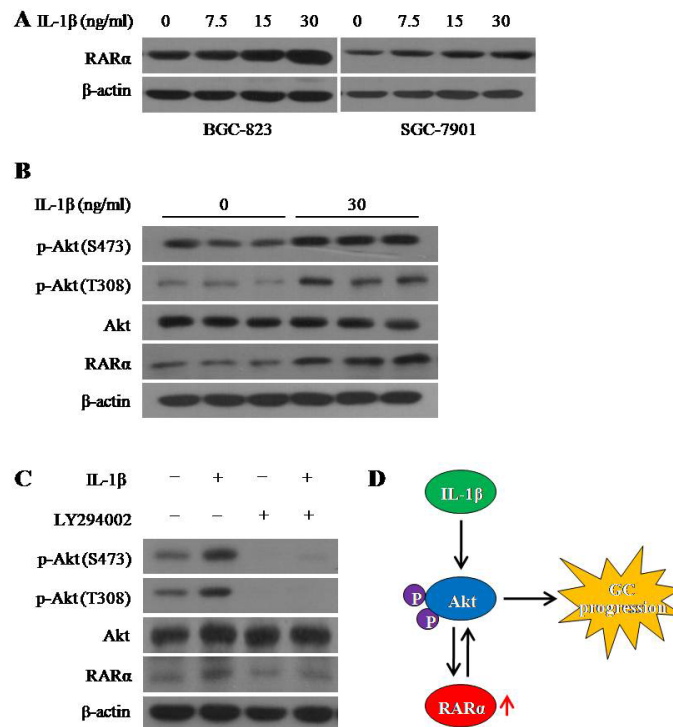 A IL-1β (ng/ml) 0 7.5 15 30 0 7.5 15 30
RARα
β-actin
BGC-823 SGC-7901
B
IL-1β (ng/ml) 0 30
p-Akt (S473)
p-Akt (T308)
Akt
RARα
β-actin
C IL-1β − + − +
LY294002 − − + +
p-Akt (S473)
p-Akt (T308)
Akt
RARα
β-actin
D
IL-1β
P Akt
P
GC
progression
RARα